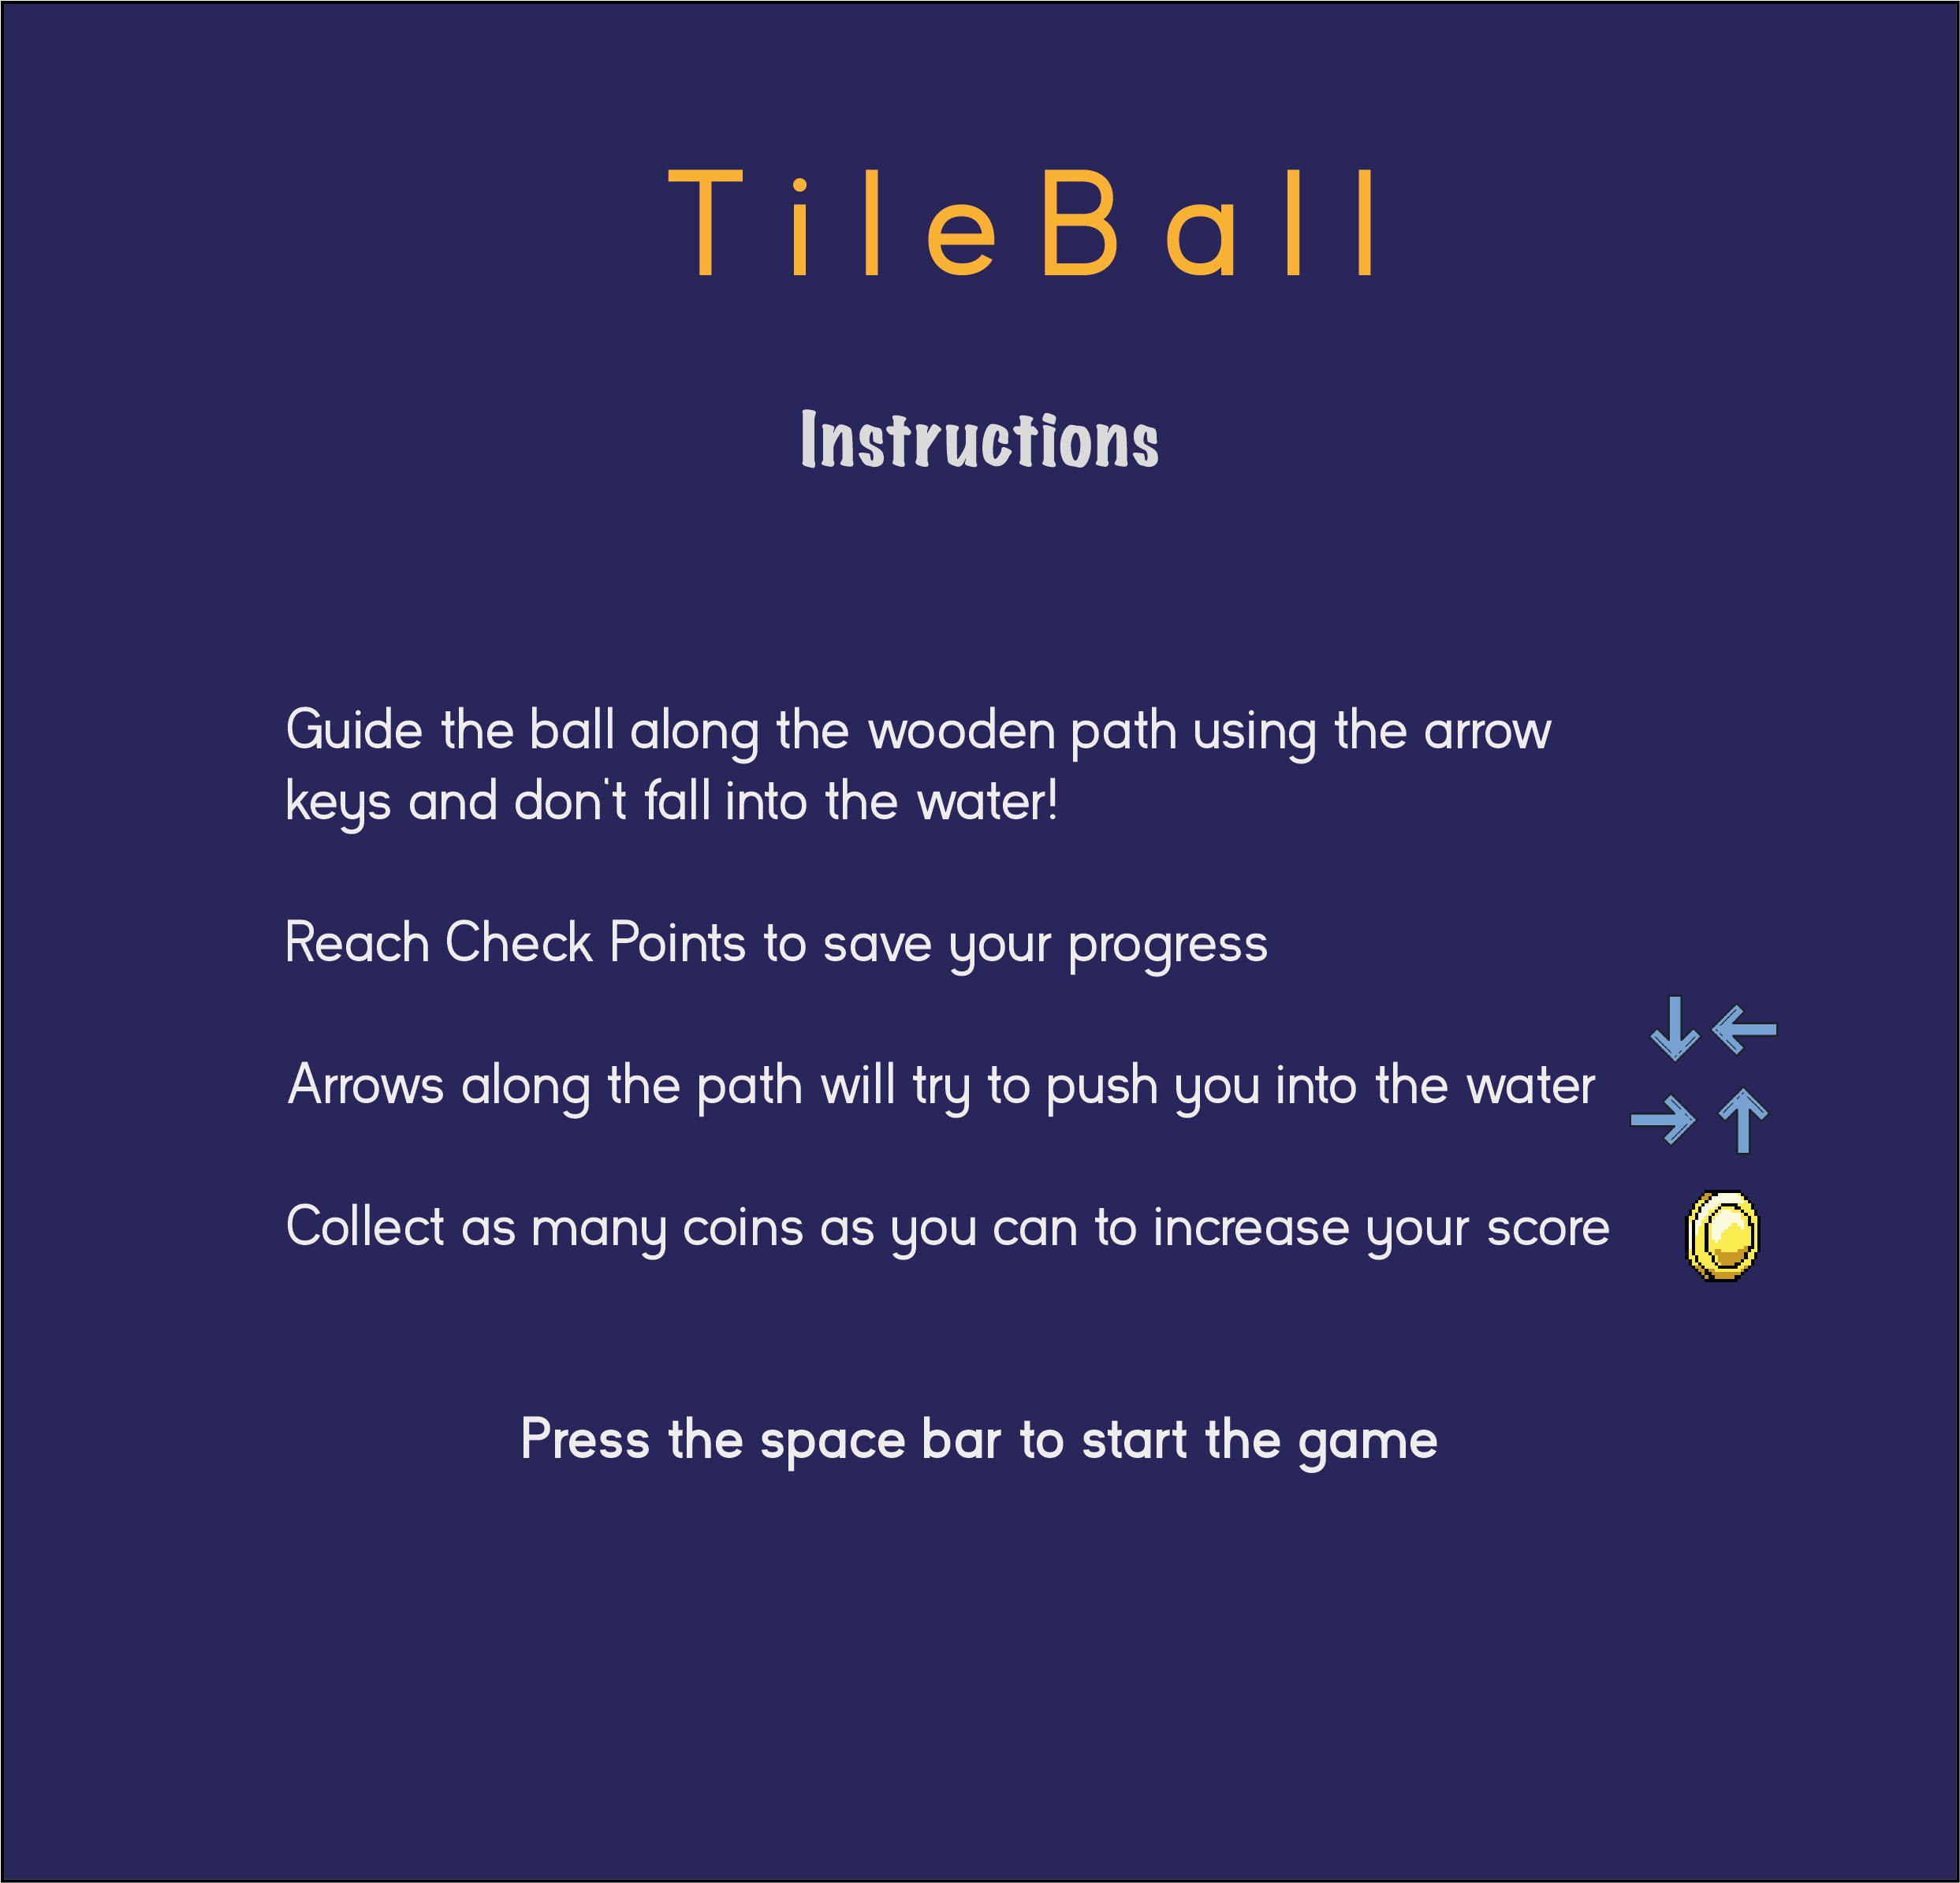 TileBall
Instructions
Guide the ball along the wooden path using the arrow
keys and don't fall into the water!
Reach Check Points to save your progress
Arrows along the path will try to push you into the water
Collect as many coins as you can to increase your score
Press the space bar to start the game